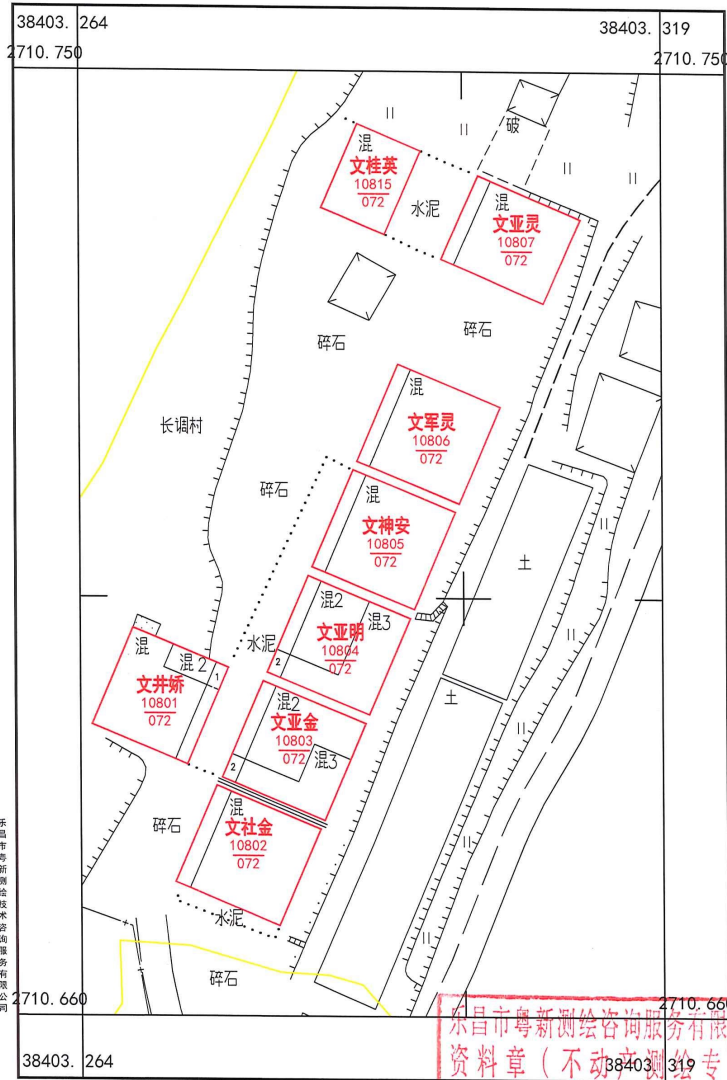 38403. 264
38403. 319
2710. 750
2710. 750
破
混
文桂英
10815
072
水泥
混
文亚灵
10807
072
碎石
碎石
混
文军灵
10806
072
长调村
碎石
混
文神安
10805
072
土
混2
混3
文亚明
10804
072
2
水泥
混
混 2
1
文井娇
10801
072
混2
文亚金
10803
072
混3
2
土
混
文社金
10802
072
碎石
水泥
碎石
乐昌市粤新测绘技术咨询服务有限公司
2710. 660
2710. 660
乐昌市粤新测绘咨询服务有限
资料章(不动产测绘专
38403. 264
38403. 319